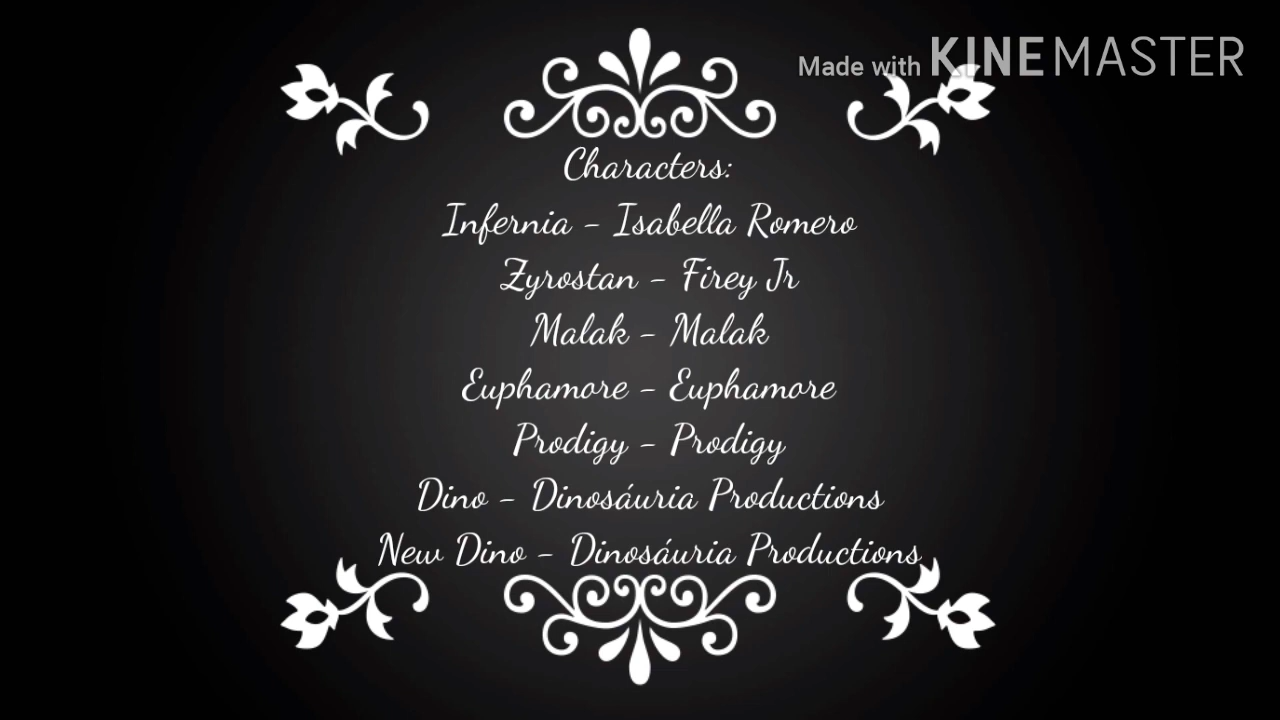 Made with KINEMASTER
Characters:
Infernia - Isabella Romero
Zyrostan - Firey Jr
Malak - Malak
Euphamore - Euphamore
Prodigy - Prodigy
Dino - Dinosáuria Productions
New Dino - Dinosáuria Productions